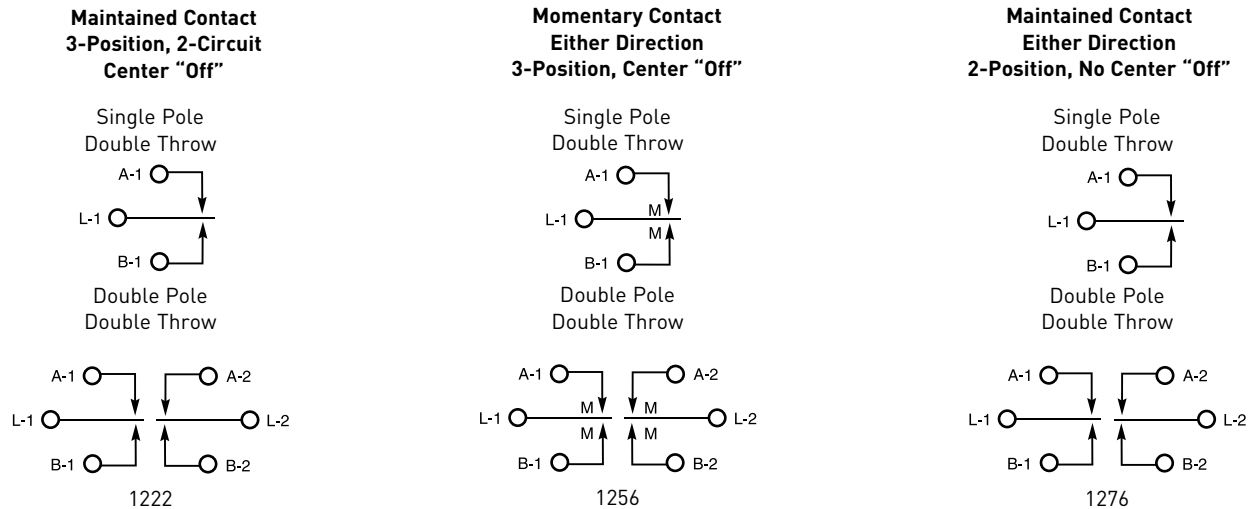 Maintained Contact
3-Position, 2-Circuit
Center “Off”
Single Pole
Double Throw
A-1
L-1
B-1
Double Pole
Double Throw
A-1
A-2
L-1
L-2
B-1
B-2
1222
Momentary Contact
Either Direction
3-Position, Center “Off”
Single Pole
Double Throw
A-1
L-1
M
M
B-1
Double Pole
Double Throw
A-1
A-2
L-1
M
M
L-2
M
M
B-1
B-2
1256
Maintained Contact
Either Direction
2-Position, No Center “Off”
Single Pole
Double Throw
A-1
L-1
B-1
Double Pole
Double Throw
A-1
A-2
L-1
L-2
B-1
B-2
1276